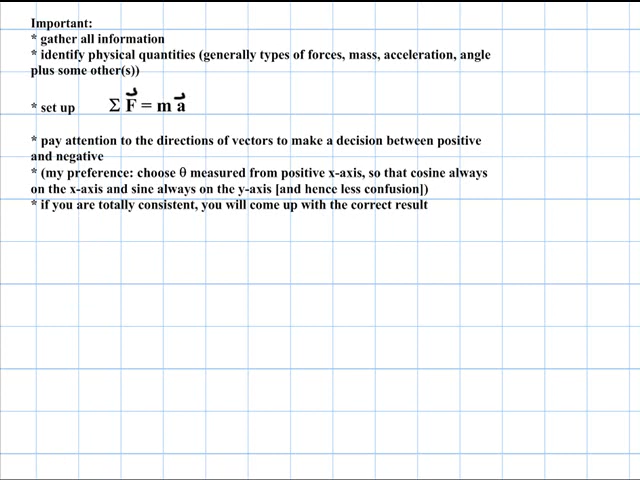 Important:
* gather all information
* identify physical quantities (generally types of forces, mass, acceleration, angle
plus some other(s))
* set up Σ F⃗ = m a⃗
* pay attention to the directions of vectors to make a decision between positive
and negative
* (my preference: choose θ measured from positive x-axis, so that cosine always
on the x-axis and sine always on the y-axis [and hence less confusion])
* if you are totally consistent, you will come up with the correct result